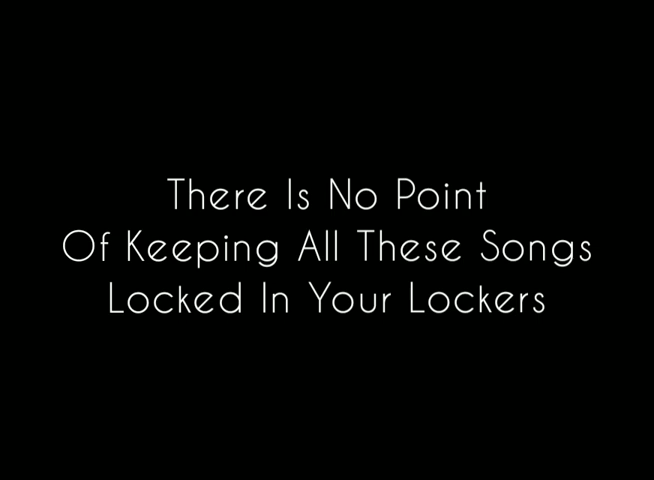 There Is No Point
Of Keeping All These Songs
Locked In Your Lockers